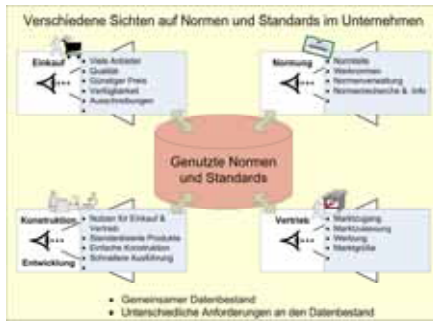 Verschiedene Sichten auf Normen und Standards im Unternehmen
Einkauf
• Viele Anbieter
• Qualität
• Günstiger Preis
• Verfügbarkeit
• Ausschreibungen
Normung
• Normteile
• Werknormen
• Normenverwaltung
• Normenrecherche & Info
Genutzte Normen
und Standards
Konstruktion
Entwicklung
• Nutzen für Einkauf &
Vertrieb
• Standardisierte Produkte
• Einfache Konstruktion
• Schnellere Ausführung
Vertrieb
• Marktzugang
• Marktzulassung
• Werbung
• Marktgröße
• Gemeinsamer Datenbestand
• Unterschiedliche Anforderungen an den Datenbestand